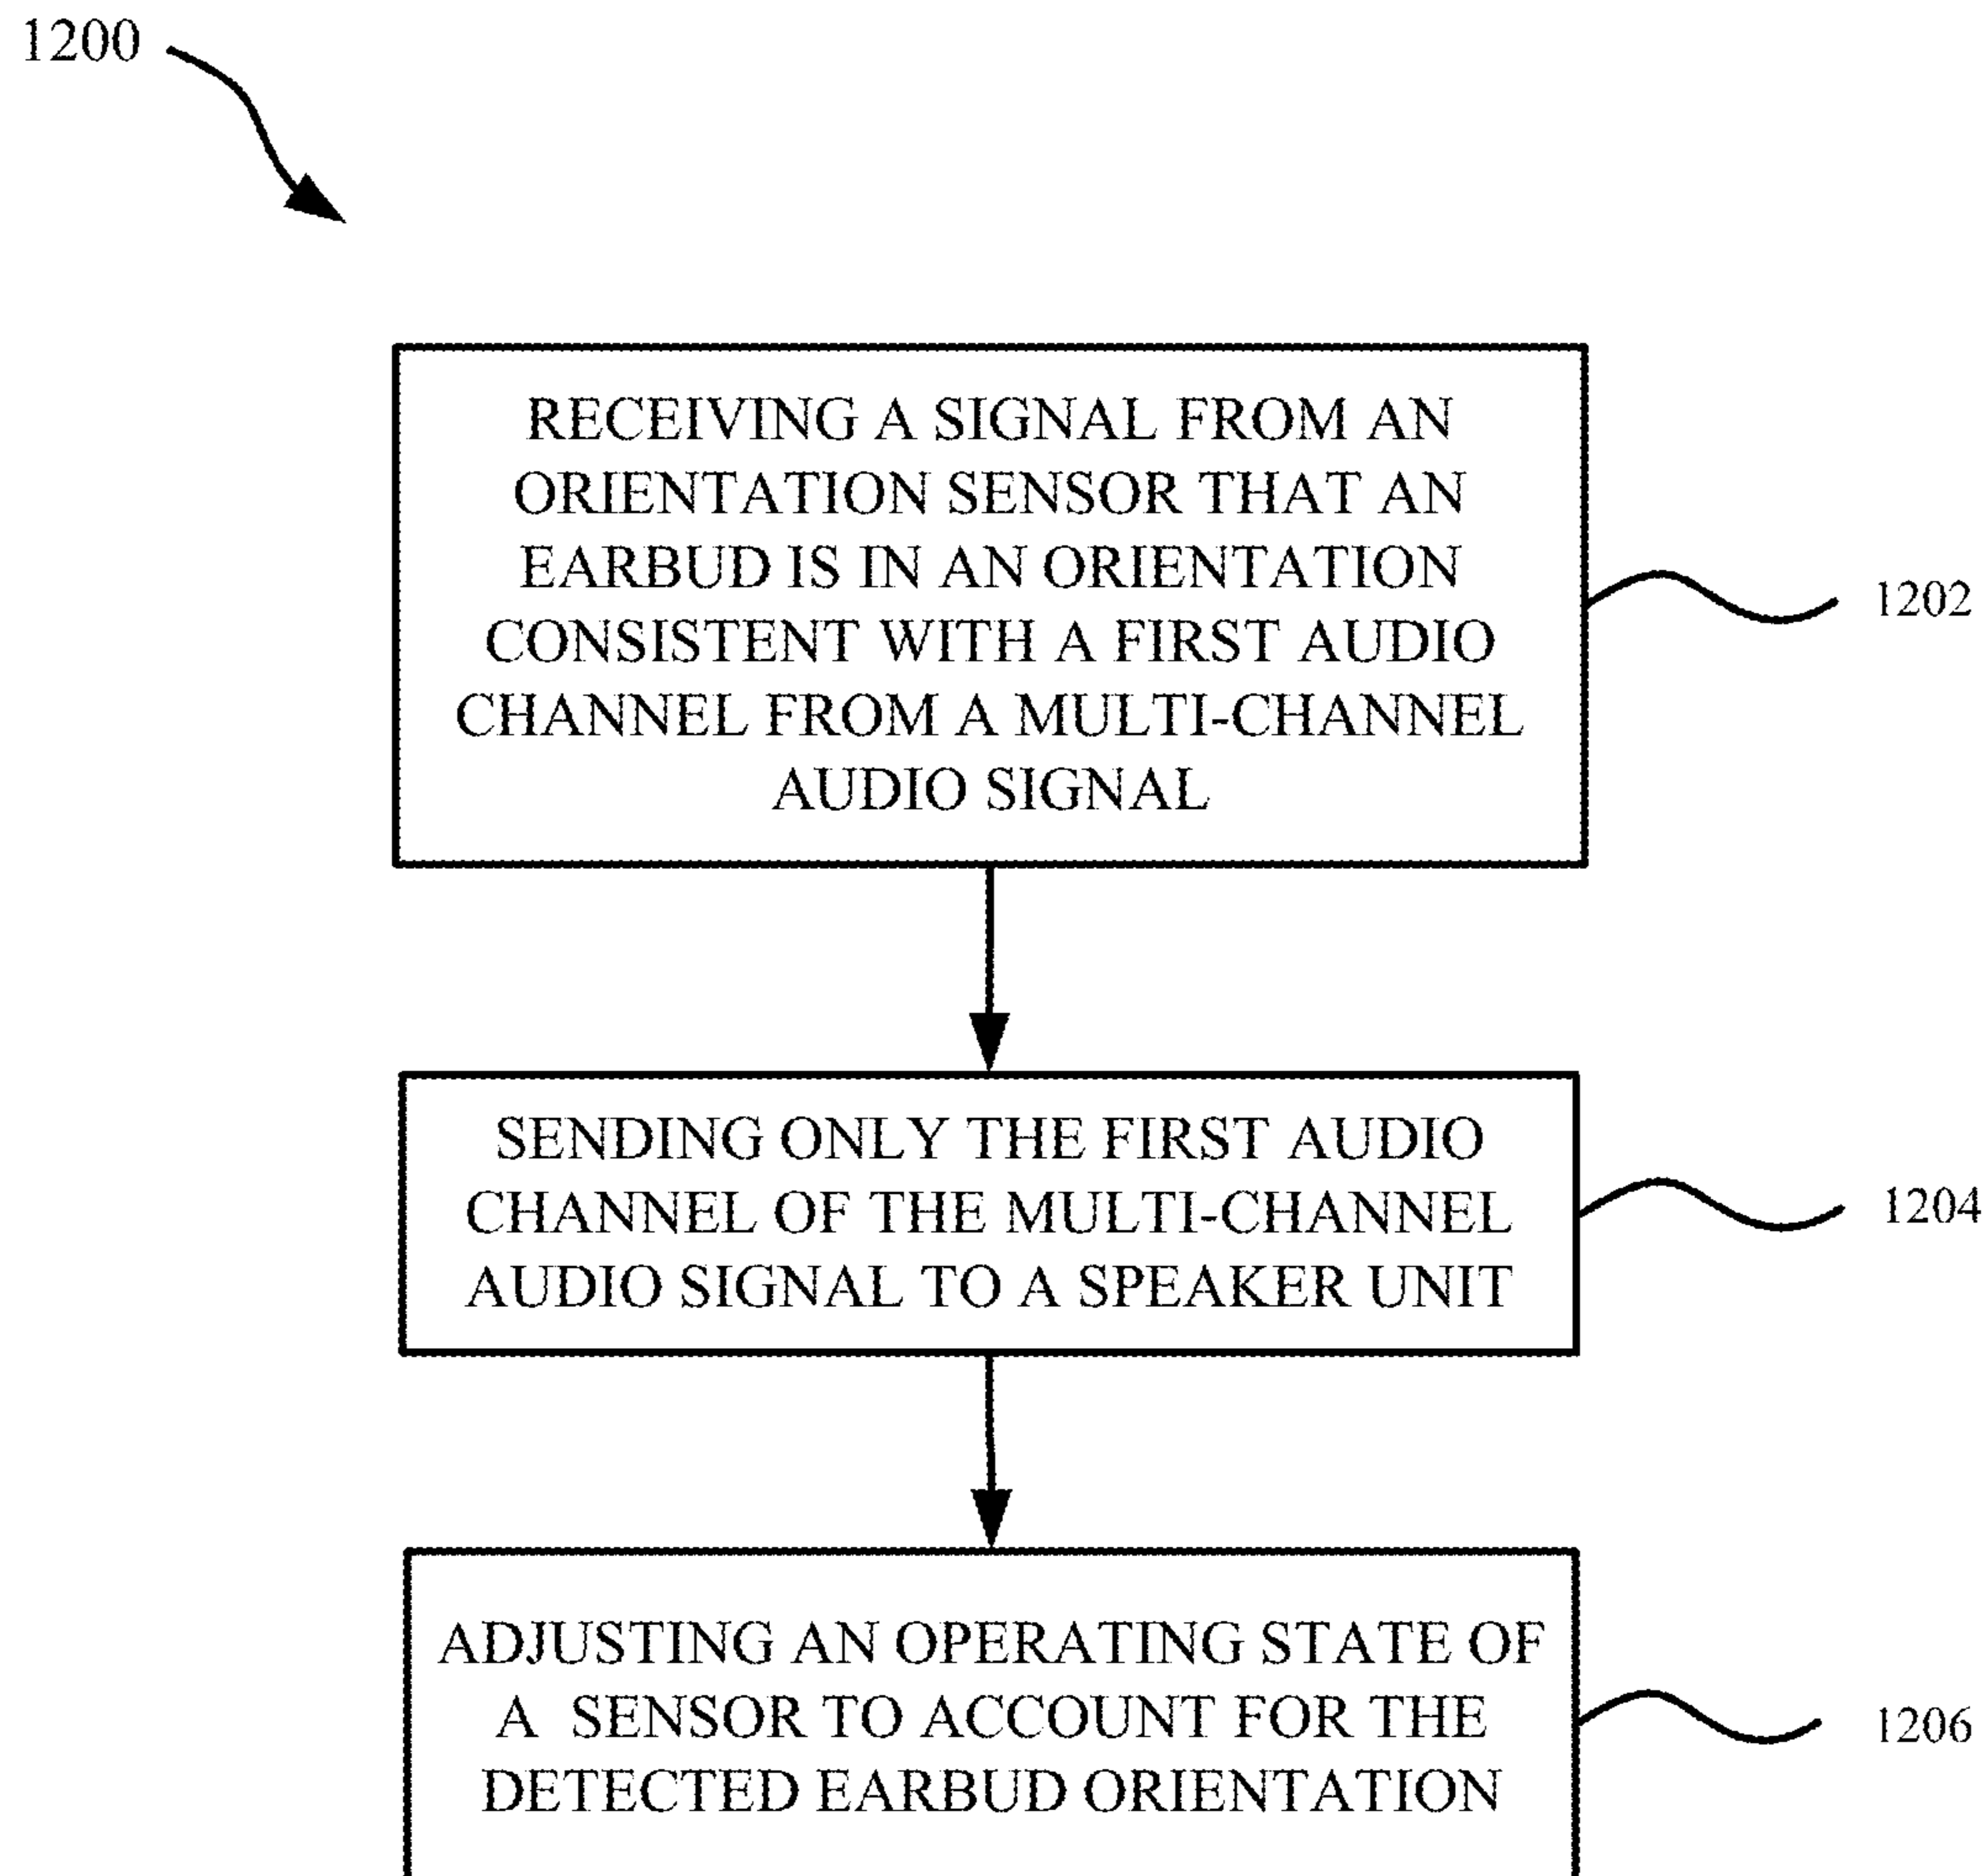 1200
RECEIVING A SIGNAL FROM AN
ORIENTATION SENSOR THAT AN
EARBUD IS IN AN ORIENTATION
CONSISTENT WITH A FIRST AUDIO
CHANNEL FROM A MULTI-CHANNEL
AUDIO SIGNAL
1202
SENDING ONLY THE FIRST AUDIO
CHANNEL OF THE MULTI-CHANNEL
AUDIO SIGNAL TO A SPEAKER UNIT
1204
ADJUSTING AN OPERATING STATE OF
A SENSOR TO ACCOUNT FOR THE
DETECTED EARBUD ORIENTATION
1206